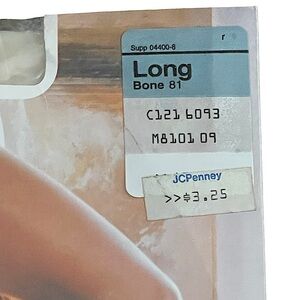 Supp 04400-6
Long
Bone 81
C121 6093
M8101 09
JCPenney
>>$3.25